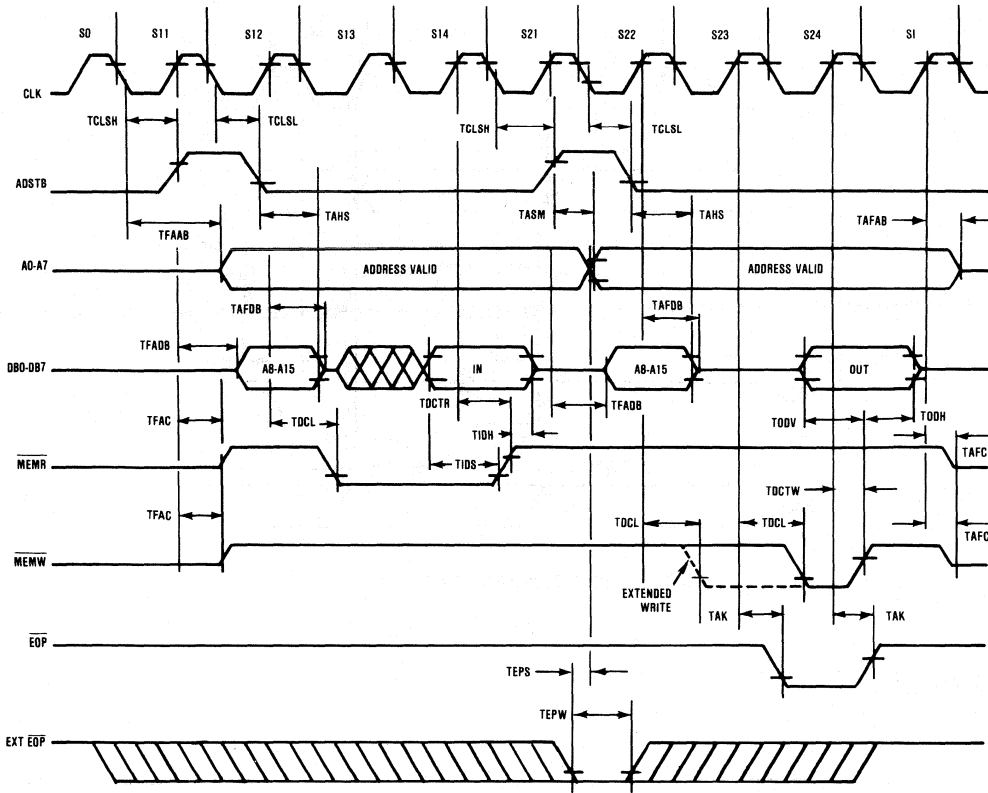 S0 S11 S12 S13 S14 S21 S22 S23 S24 SI
CLK
TCLSH TCLSL TCLSH TCLSL
ADSTB
TFAAB TAHS TASM TAHS TAFAB
A0-A7 ADDRESS VALID ADDRESS VALID
TAFDB TAFDB
TFADB
DB0-DB7 A8-A15 IN A8-A15 OUT
TDCTR TFADB
TFAC TDCL TIDH TODV TODH
MEMR TIDS TAFC
TDCTW
TFAC TDCL TDCL TAFC
MEMW
EXTENDED
WRITE
TAK TAK
EOP
TEPS
TEPW
EXT EOP